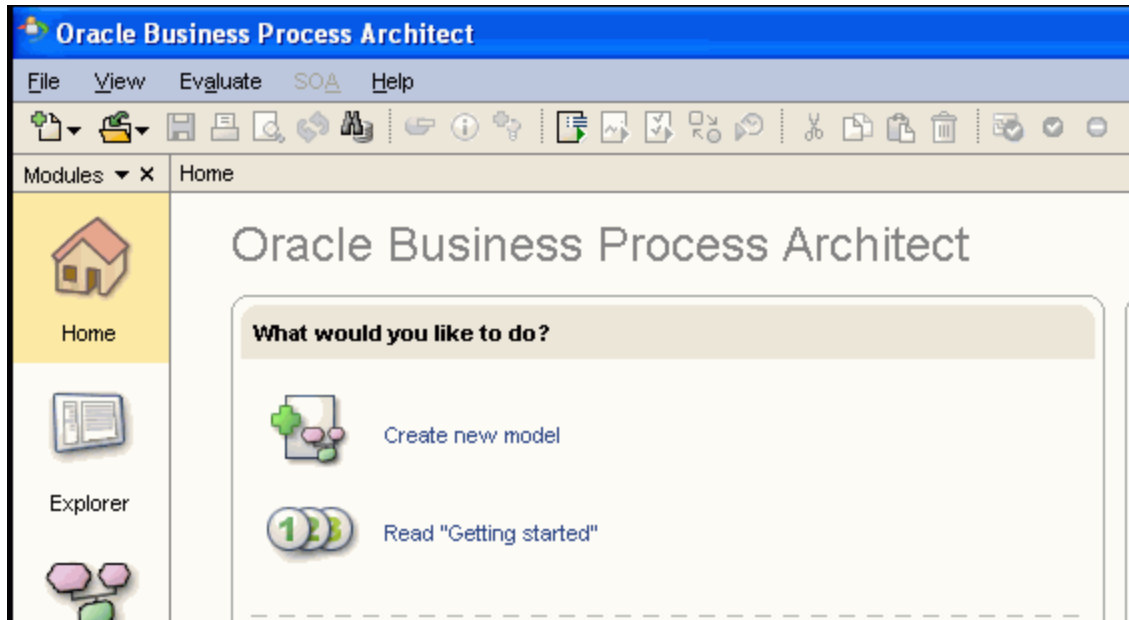 Oracle Business Process Architect
File View Evaluate SOA Help
Modules Home
Oracle Business Process Architect
Home
What would you like to do?
Create new model
Explorer
Read "Getting started"
123